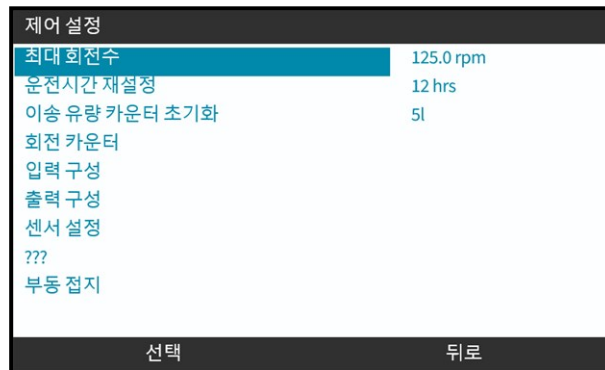 제어 설정
최대 회전수 125.0 rpm
운전시간 재설정 12 hrs
이송 유량 카운터 초기화 5l
회전 카운터
입력 구성
출력 구성
센서 설정
???
부동 접지
선택 뒤로